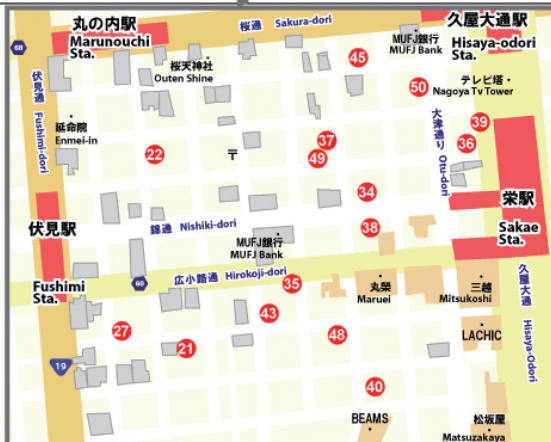 丸の内駅
Marunouchi
Sta.
桜通 Sakura-dori
MUFJ銀行
MUFJ Bank
久屋大通駅
Hisaya-odori
Sta.
68
桜天神社
Outen Shine
45
50
テレビ塔
Nagoya Tv Tower
伏見通 Fushimi-dori
延命院
Enmei-in
大津通り Otu-dori
39
36
22
〒
37
49
34
栄駅
Sakae
Sta.
伏見駅
Fushimi
Sta.
錦通 Nishiki-dori
38
MUFJ銀行
MUFJ Bank
60
広小路通 Hirokoji-dori
35
丸榮
Maruei
三越
Mitsukoshi
久屋大通 Hisaya-Odori
43
27
21
48
LACHIC
19
40
BEAMS
松坂屋
Matsuzakaya